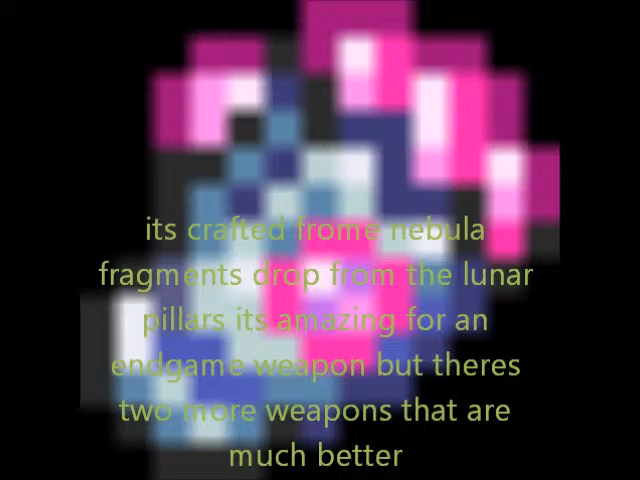 its crafted frome nebula
fragments drop from the lunar
pillars its amazing for an
endgame weapon but theres
two more weapons that are
much better